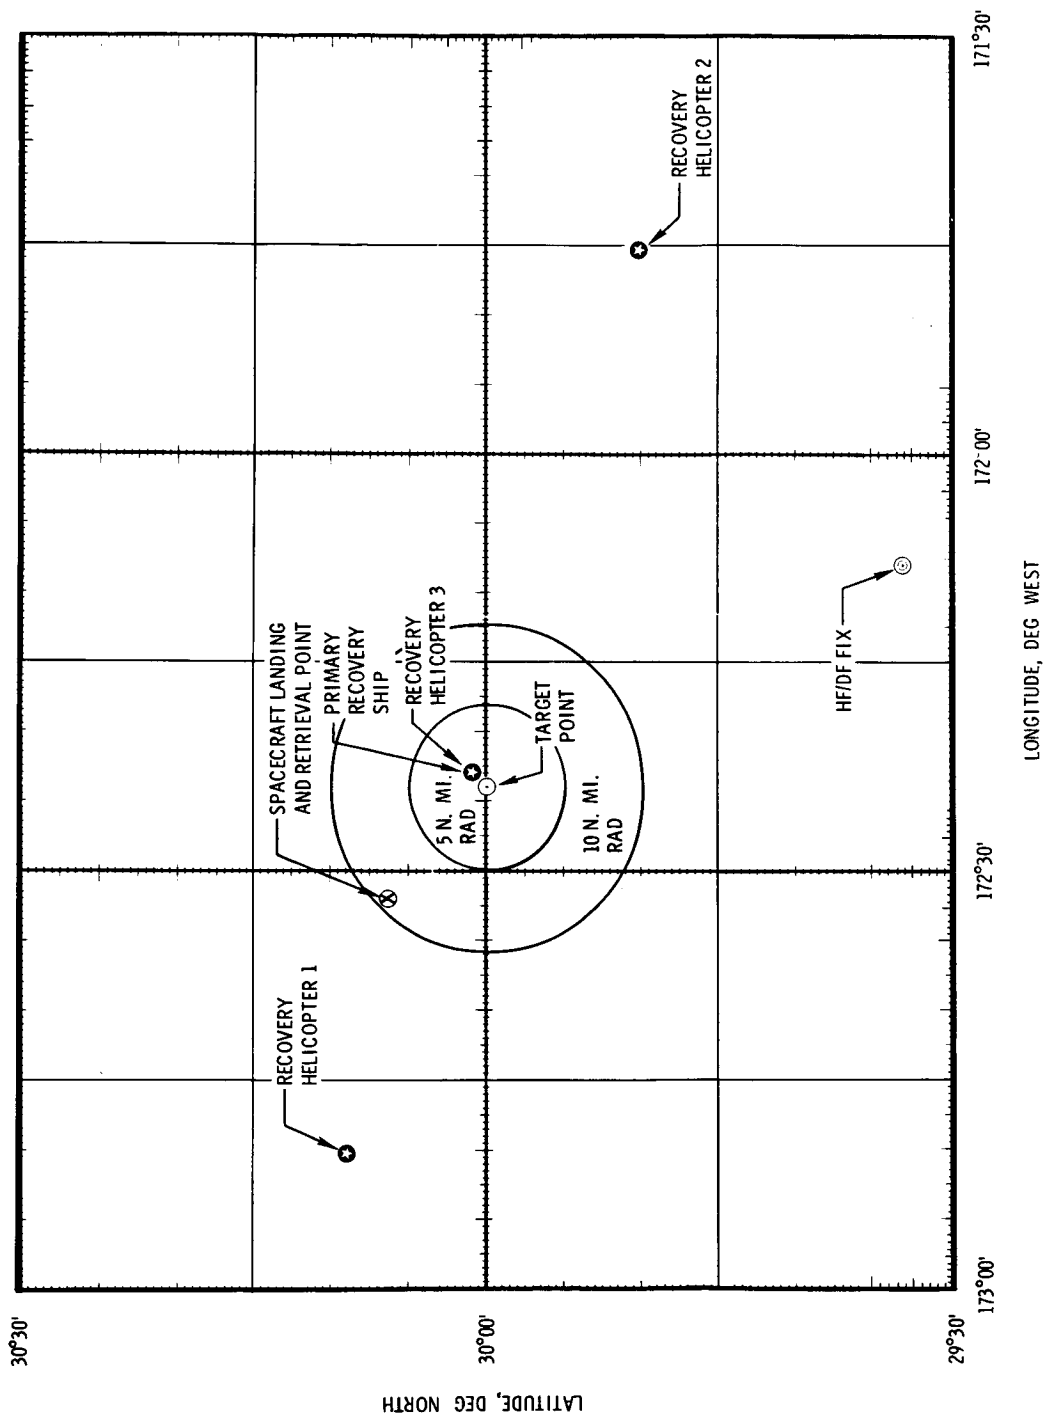 30°30'
30°00'
29°30'
LATITUDE, DEG NORTH
173°00'
172°30'
172°00'
171°30'
LONGITUDE, DEG WEST
RECOVERY
HELICOPTER 1
SPACECRAFT LANDING
AND RETRIEVAL POINT
PRIMARY
RECOVERY
SHIP
RECOVERY
HELICOPTER 3
5 N. MI.
RAD
TARGET
POINT
10 N. MI.
RAD
HF/DF FIX
RECOVERY
HELICOPTER 2